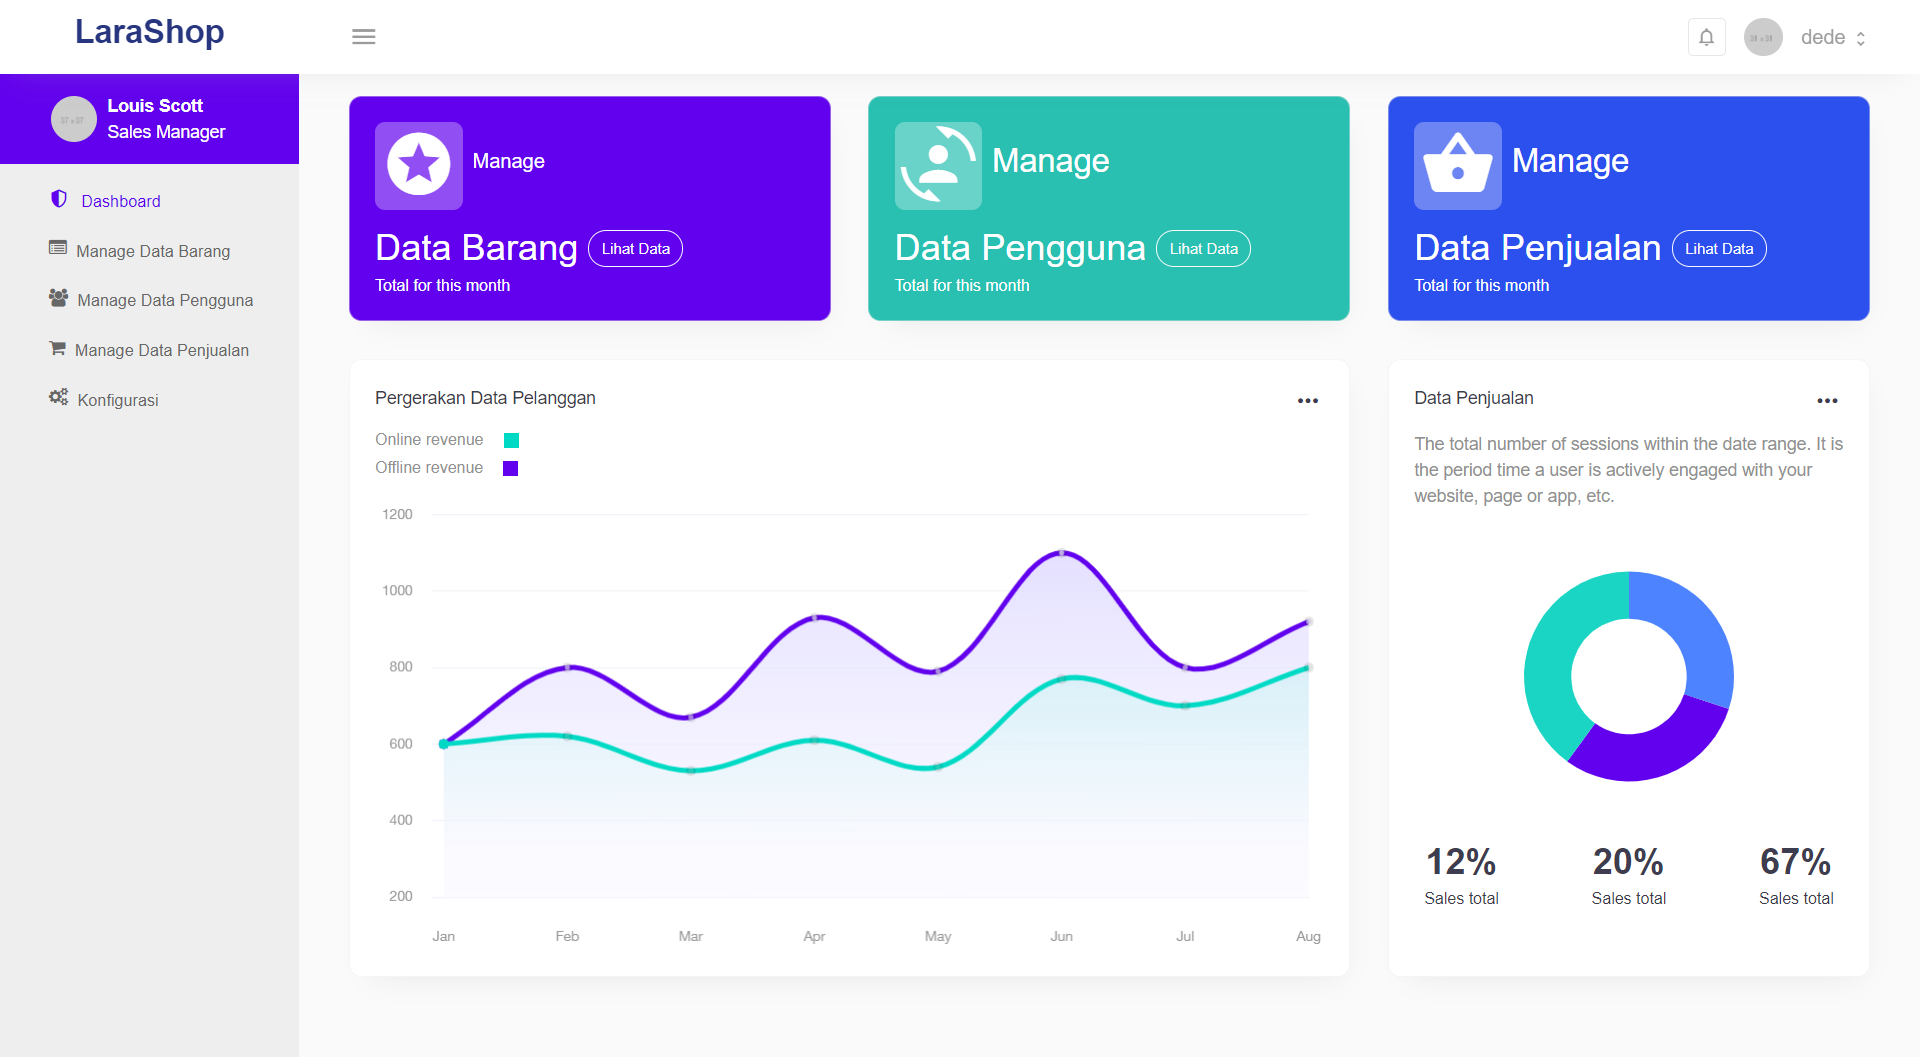 LaraShop
dede
Louis Scott
Sales Manager
Dashboard
Manage Data Barang
Manage Data Pengguna
Manage Data Penjualan
Konfigurasi
Manage
Data Barang Lihat Data
Total for this month
Manage
Data Pengguna Lihat Data
Total for this month
Manage
Data Penjualan Lihat Data
Total for this month
Pergerakan Data Pelanggan
Online revenue
Offline revenue
1200
1000
800
600
400
200
Jan Feb Mar Apr May Jun Jul Aug
Data Penjualan
The total number of sessions within the date range. It is
the period time a user is actively engaged with your
website, page or app, etc.
12% 20% 67%
Sales total Sales total Sales total